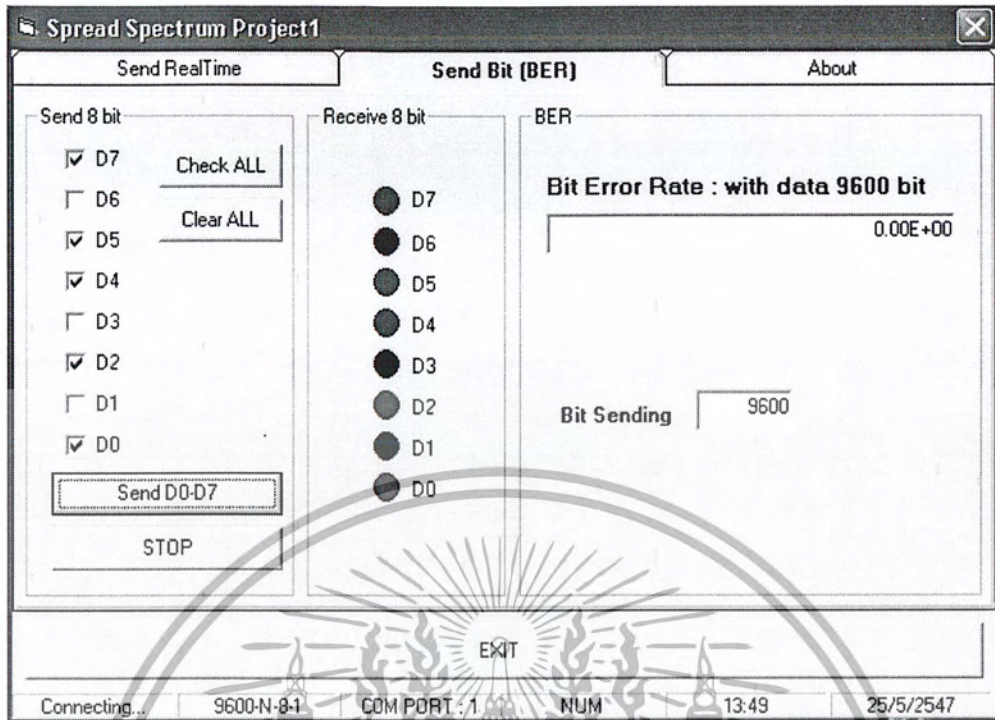 Spread Spectrum Project1
Send RealTime
Send Bit (BER)
About
Send 8 bit
D7
D6
D5
D4
D3
D2
D1
D0
Check ALL
Clear ALL
Send D0-D7
STOP
Receive 8 bit
D7
D6
D5
D4
D3
D2
D1
D0
BER
Bit Error Rate : with data 9600 bit
0.00E+00
Bit Sending
9600
EXIT
Connecting...
9600-N-8-1
COM PORT : 1
NUM
13:49
25/5/2547